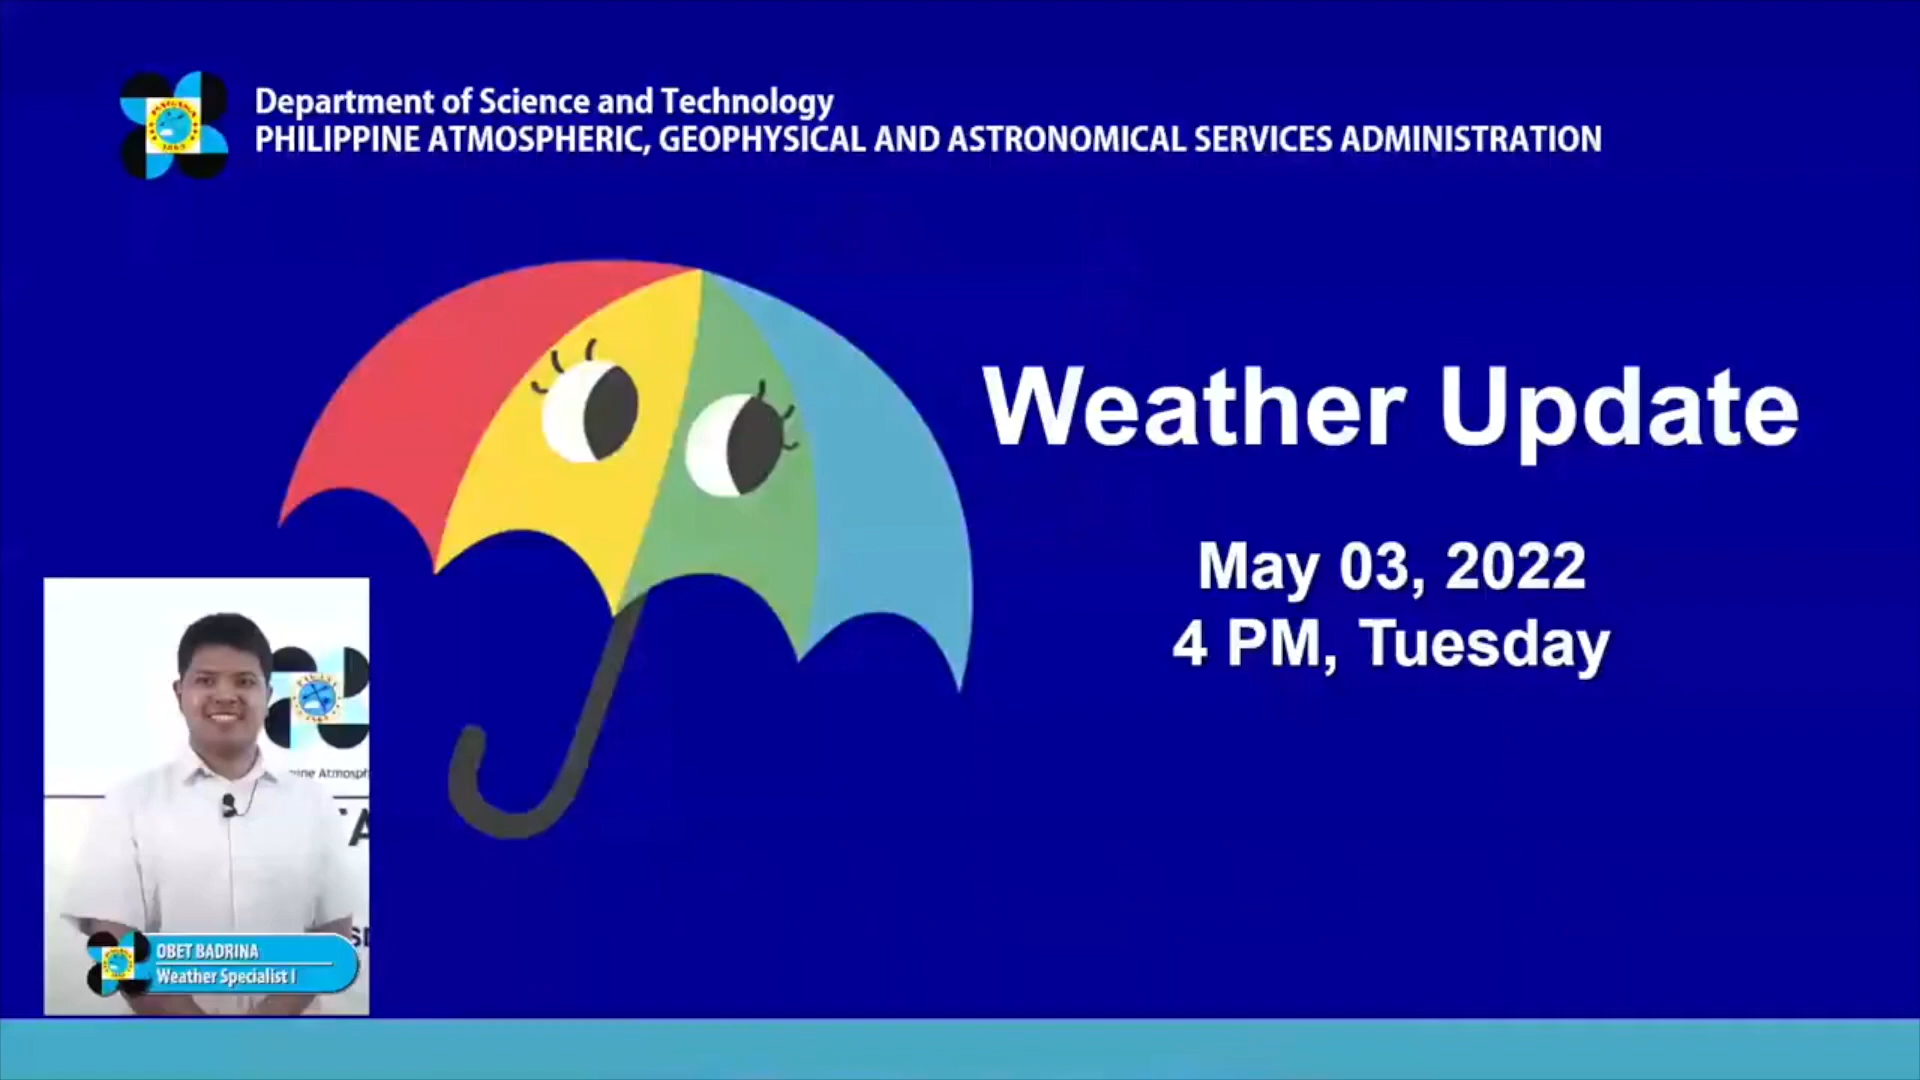 Department of Science and Technology
PHILIPPINE ATMOSPHERIC, GEOPHYSICAL AND ASTRONOMICAL SERVICES ADMINISTRATION
Weather Update
May 03, 2022
4 PM, Tuesday
Atmosph
OBET BADRINA
Weather Specialist I